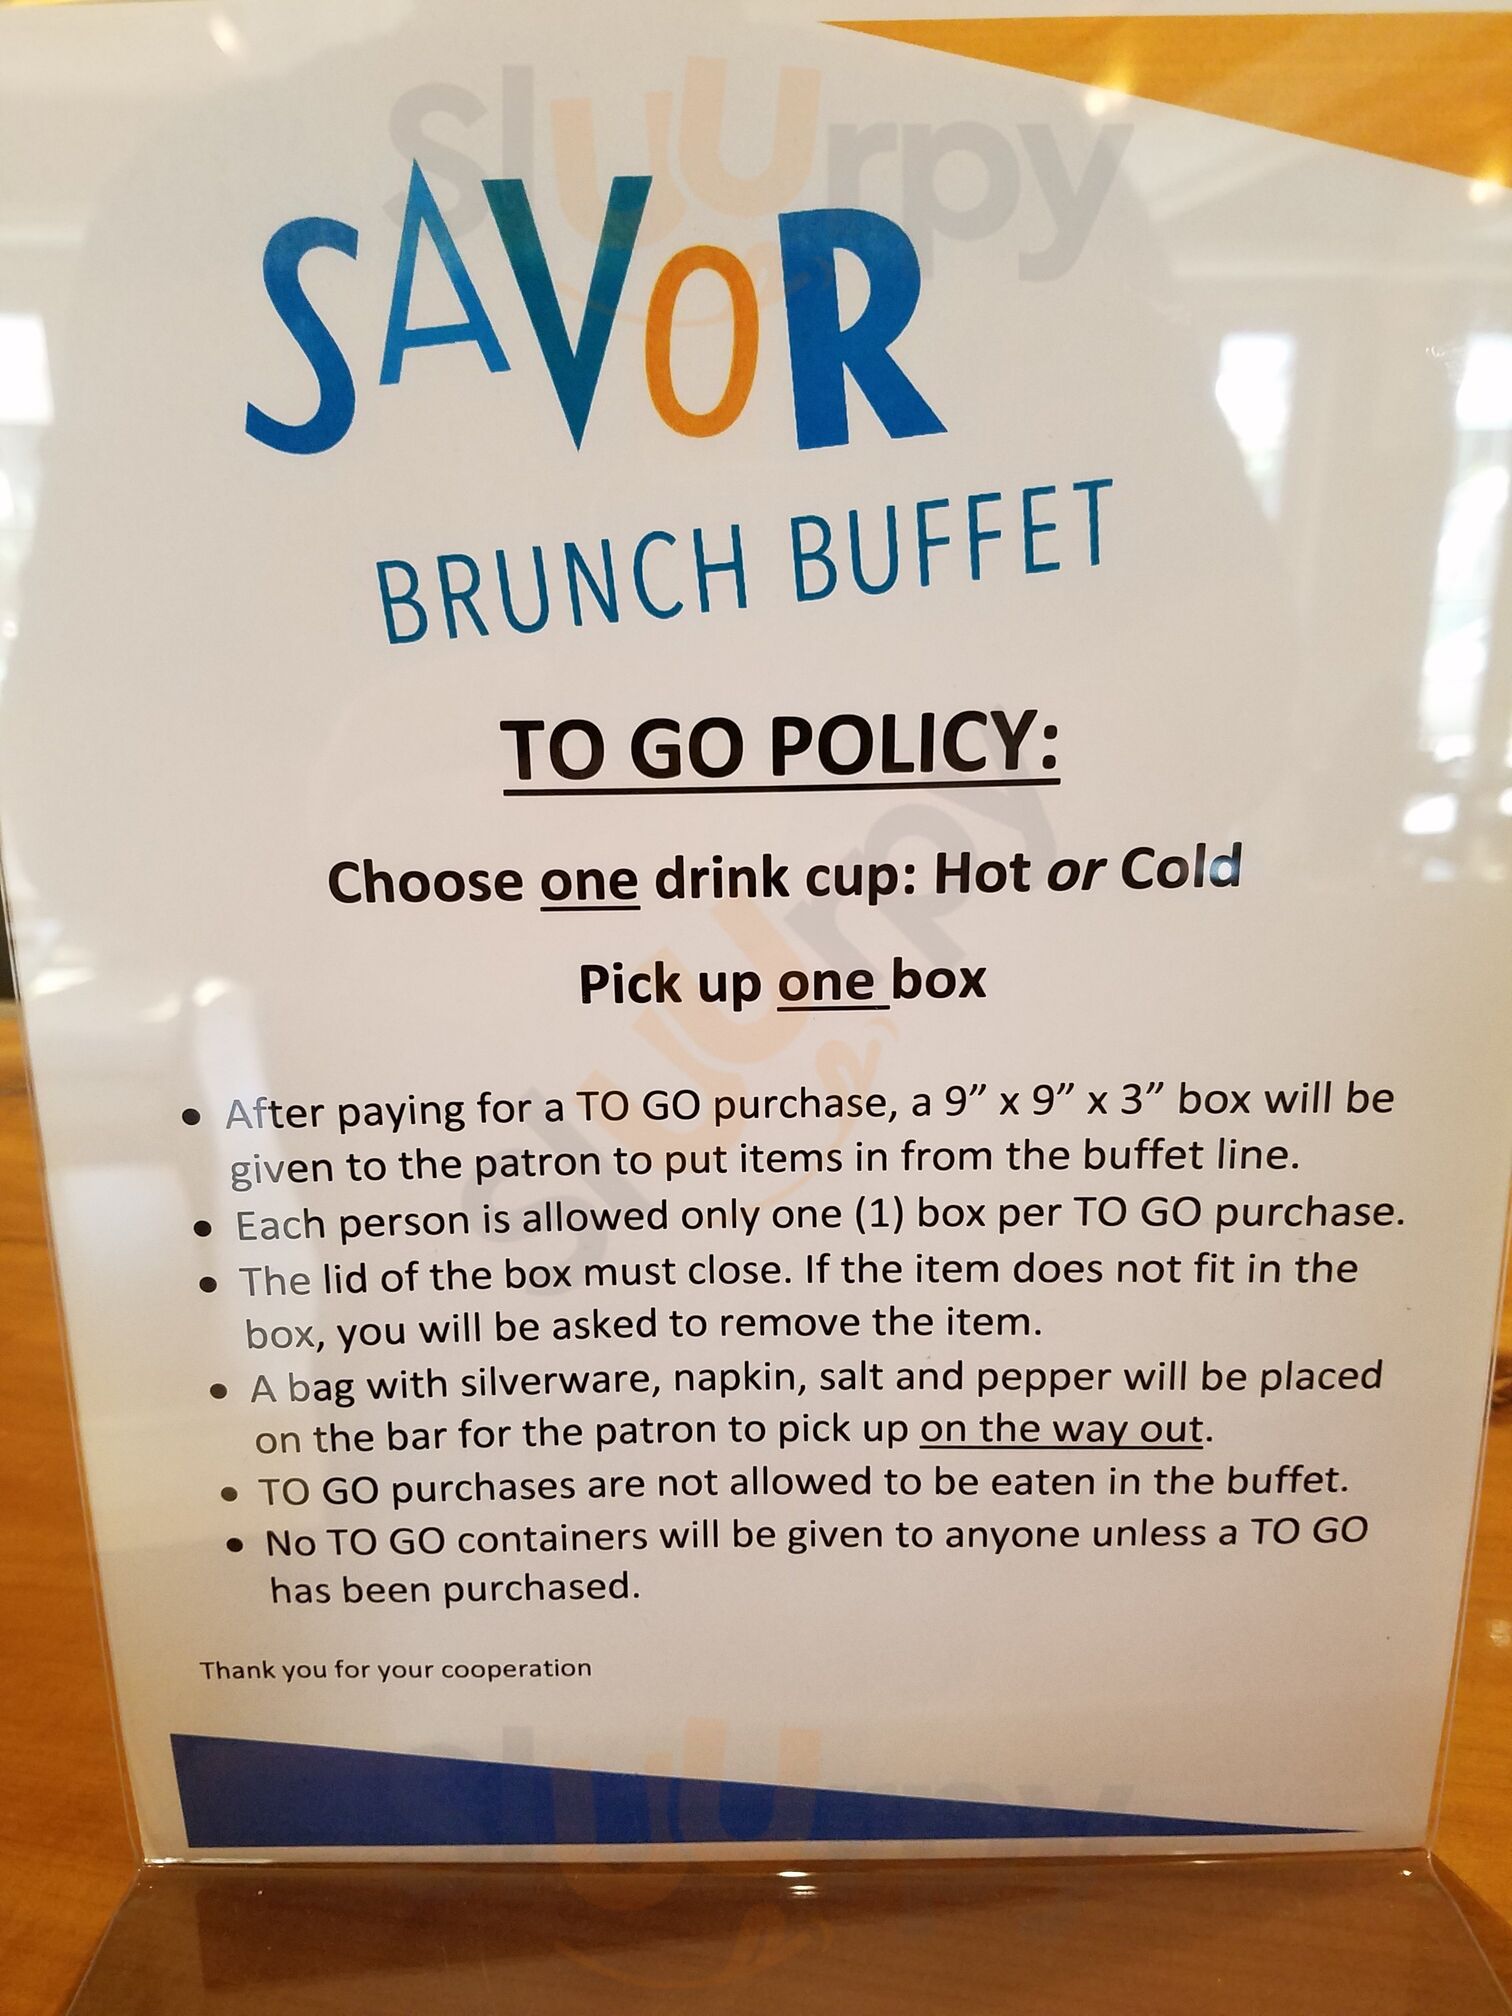 Sluurpy
SAVOR
BRUNCH BUFFET
TO GO POLICY:
Choose one drink cup: Hot or Cold
Pick up one box
Sluurpy
• After paying for a TO GO purchase, a 9” x 9” x 3” box will be
given to the patron to put items in from the buffet line.
• Each person is allowed only one (1) box per TO GO purchase.
• The lid of the box must close. If the item does not fit in the
box, you will be asked to remove the item.
• A bag with silverware, napkin, salt and pepper will be placed
on the bar for the patron to pick up on the way out.
• TO GO purchases are not allowed to be eaten in the buffet.
• No TO GO containers will be given to anyone unless a TO GO
has been purchased.
Thank you for your cooperation
Sluurpy